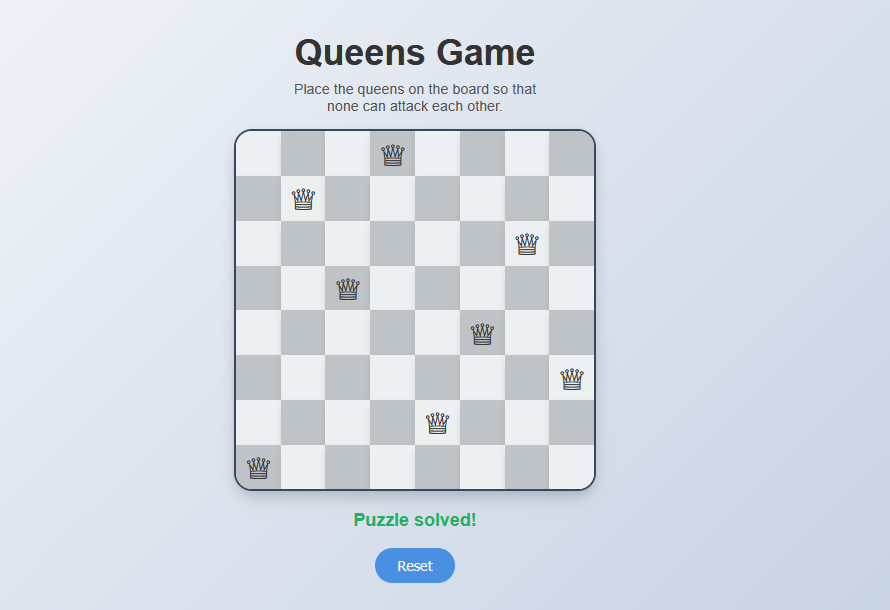 Queens Game
Place the queens on the board so that
none can attack each other.
Puzzle solved!
Reset